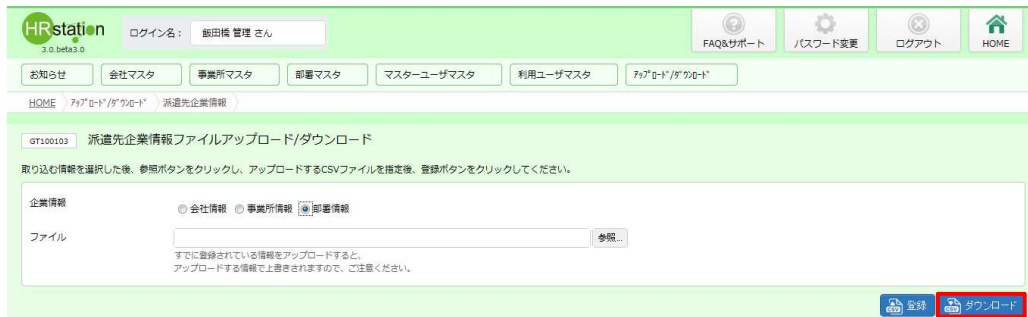 HRstation
3.0.beta3.0
ログイン名： 飯田橋 管理 さん
FAQ&サポート パスワード変更 ログアウト HOME
お知らせ 会社マスタ 事業所マスタ 部署マスタ マスターユーザマスタ 利用ユーザマスタ ｱｯﾌﾟﾛｰﾄﾞ/ﾀﾞｳﾝﾛｰﾄﾞ
HOME ｱｯﾌﾟﾛｰﾄﾞ/ﾀﾞｳﾝﾛｰﾄﾞ 派遣先企業情報
GT100103 派遣先企業情報ファイルアップロード/ダウンロード
取り込む情報を選択した後、参照ボタンをクリックし、アップロードするCSVファイルを指定後、登録ボタンをクリックしてください。
企業情報 会社情報 事業所情報 部署情報
ファイル 参照...
すでに登録されている情報をアップロードすると、
アップロードする情報で上書きされますので、ご注意ください。
CSV 登録 CSV ダウンロード